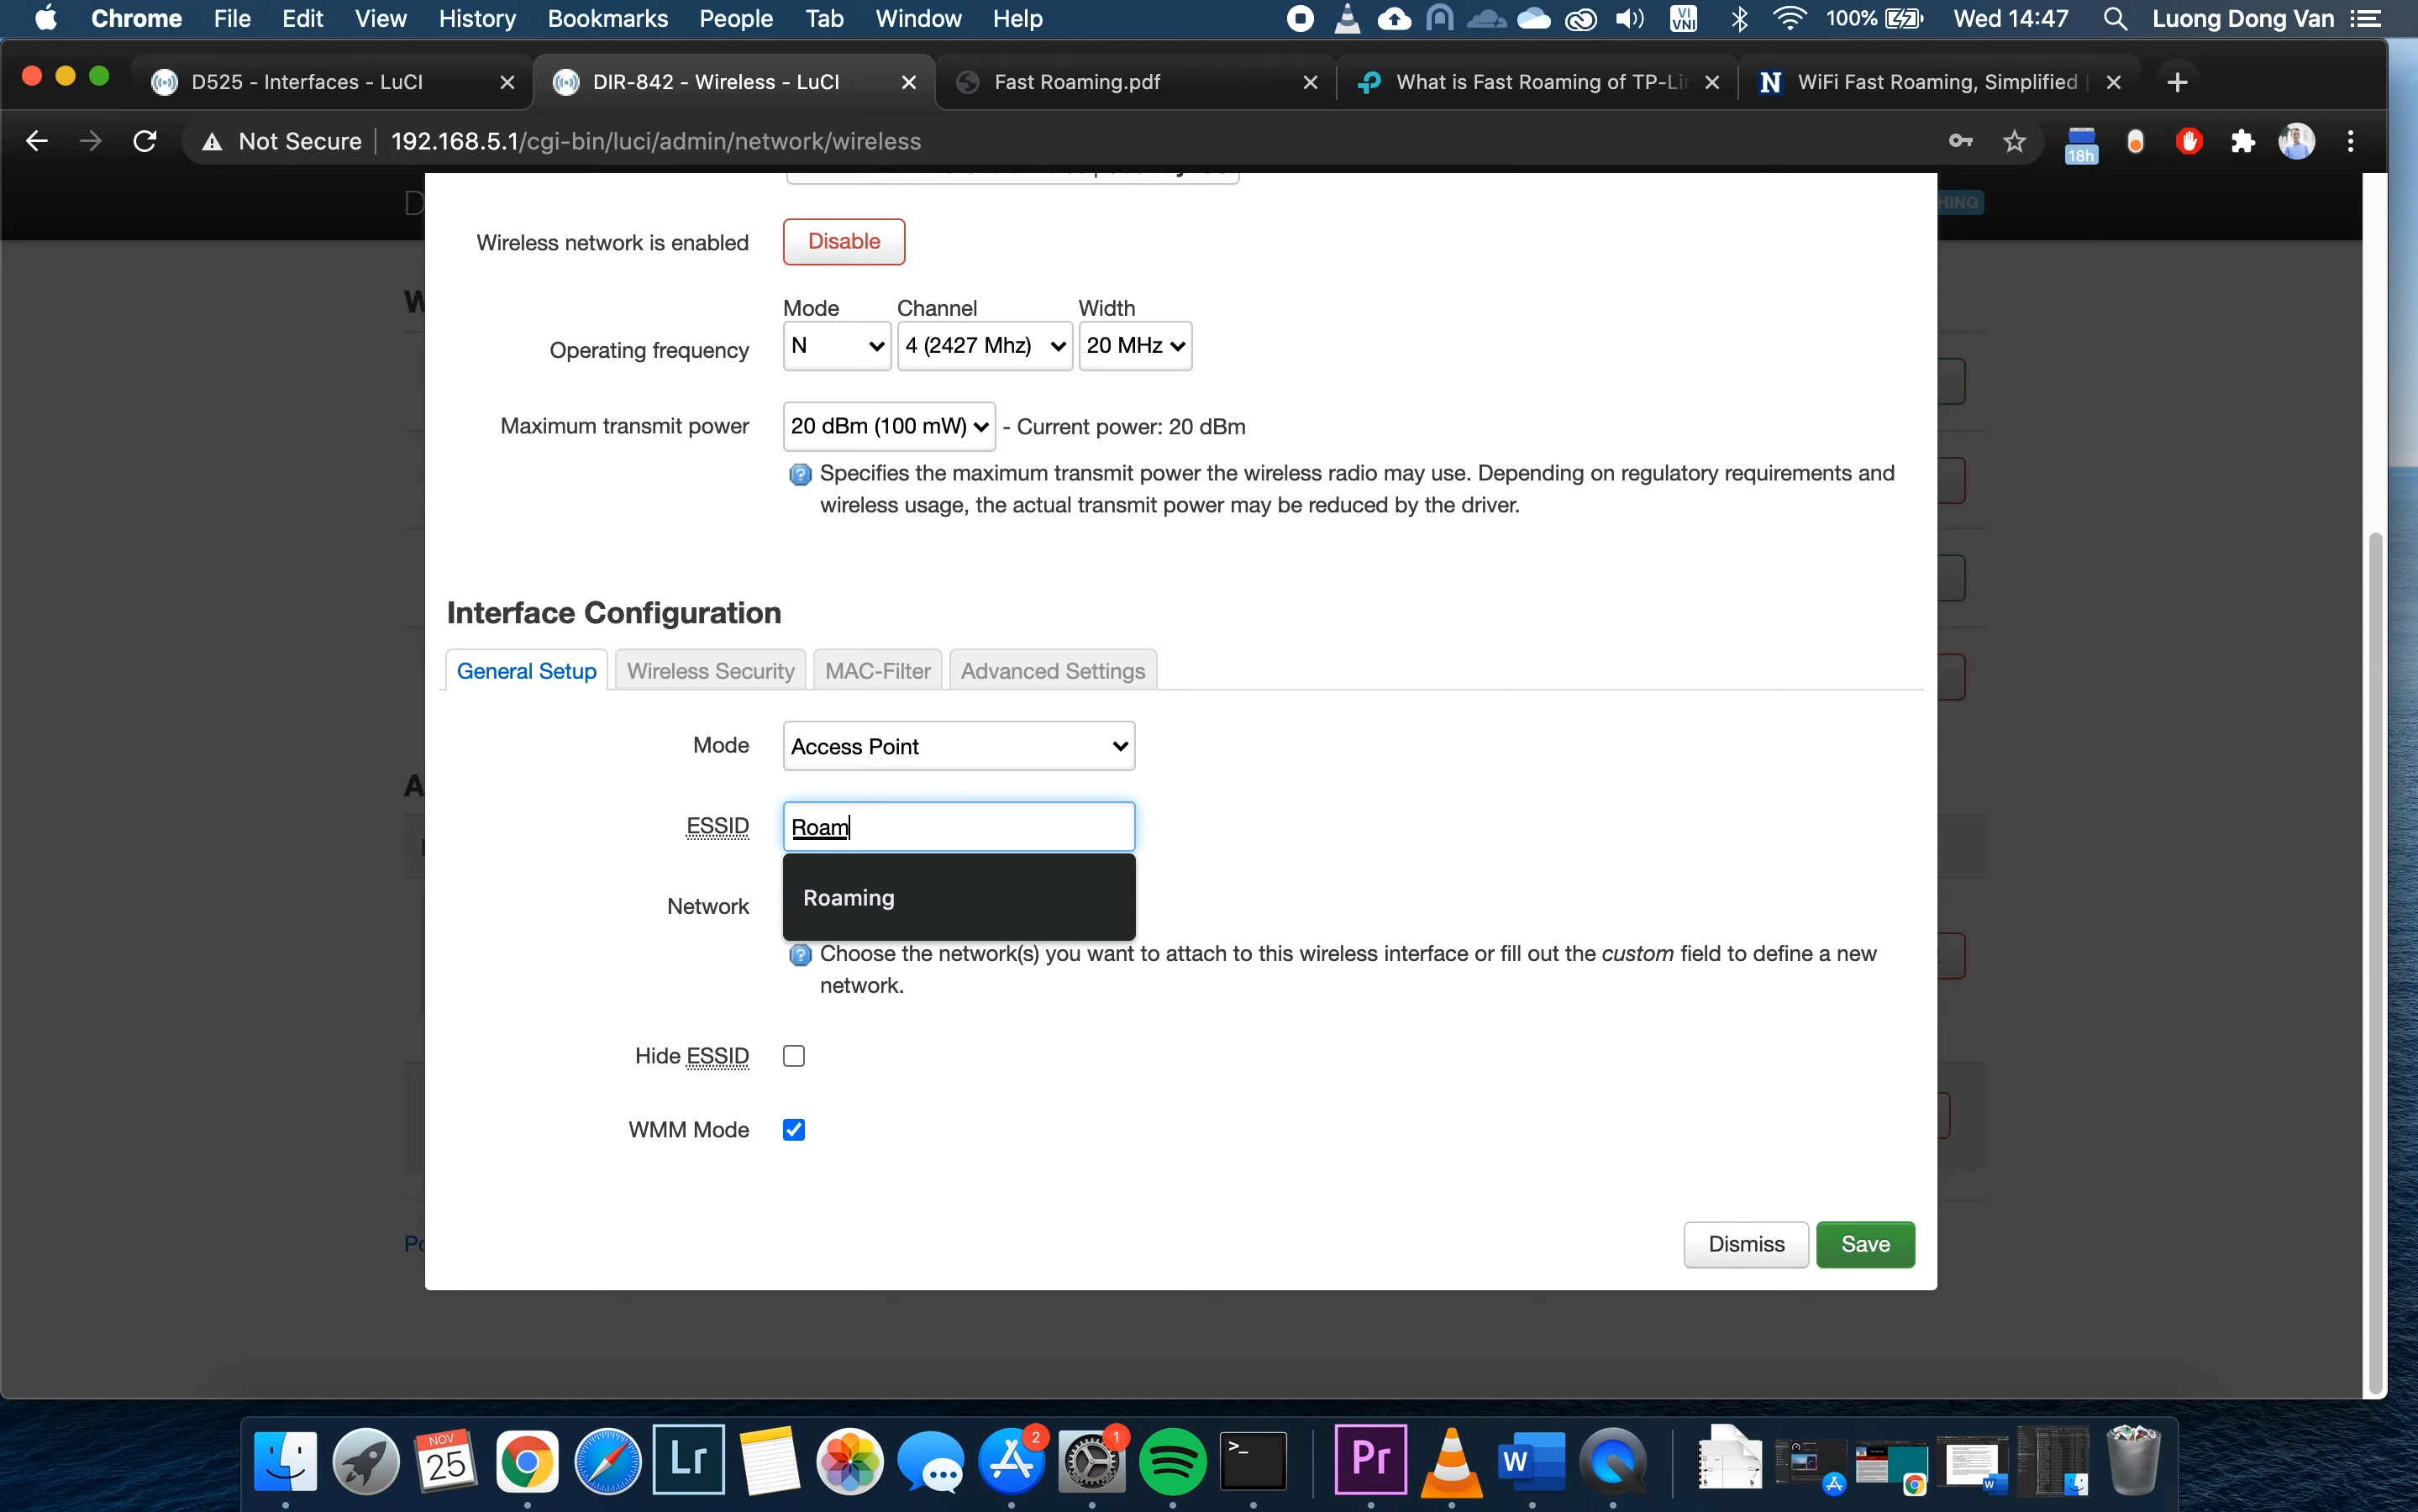 Chrome File Edit View History Bookmarks People Tab Window Help VI VNI 100% Wed 14:47 Luong Dong Van
D525 - Interfaces - LuCI DIR-842 - Wireless - LuCI Fast Roaming.pdf What is Fast Roaming of TP-Lin N WiFi Fast Roaming, Simplified
Not Secure 192.168.5.1/cgi-bin/luci/admin/network/wireless 18h
D HING
Wireless network is enabled Disable
W
Mode Channel Width
Operating frequency N 4 (2427 Mhz) 20 MHz
Maximum transmit power 20 dBm (100 mW) - Current power: 20 dBm
Specifies the maximum transmit power the wireless radio may use. Depending on regulatory requirements and
wireless usage, the actual transmit power may be reduced by the driver.
Interface Configuration
General Setup Wireless Security MAC-Filter Advanced Settings
Mode Access Point
A
ESSID Roam
Roaming
Network
Choose the network(s) you want to attach to this wireless interface or fill out the custom field to define a new
network.
Hide ESSID
WMM Mode
Po
Dismiss Save
NOV
25 Lr 2 1 >_ Pr W